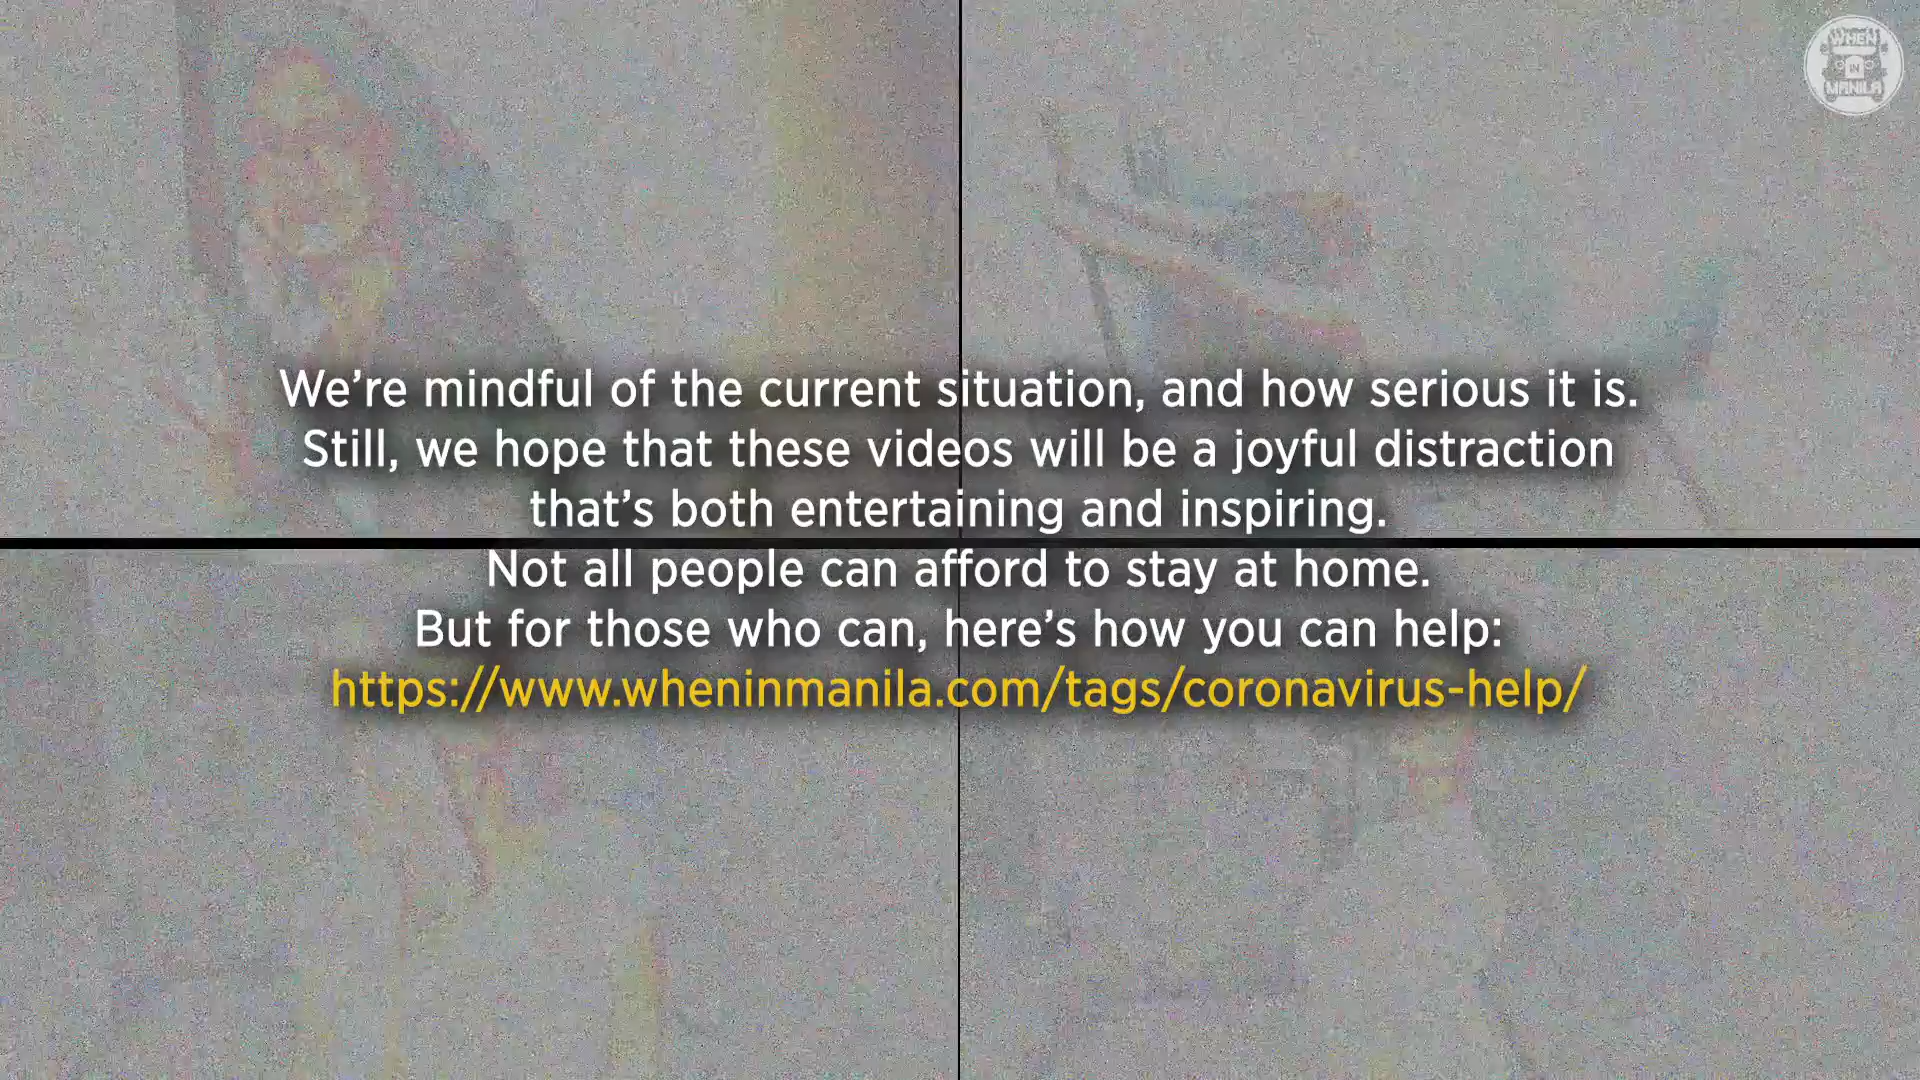 WHEN
IN
MANILA
We're mindful of the current situation, and how serious it is.
Still, we hope that these videos will be a joyful distraction
that's both entertaining and inspiring.
Not all people can afford to stay at home.
But for those who can, here's how you can help:
https://www.wheninmanila.com/tags/coronavirus-help/